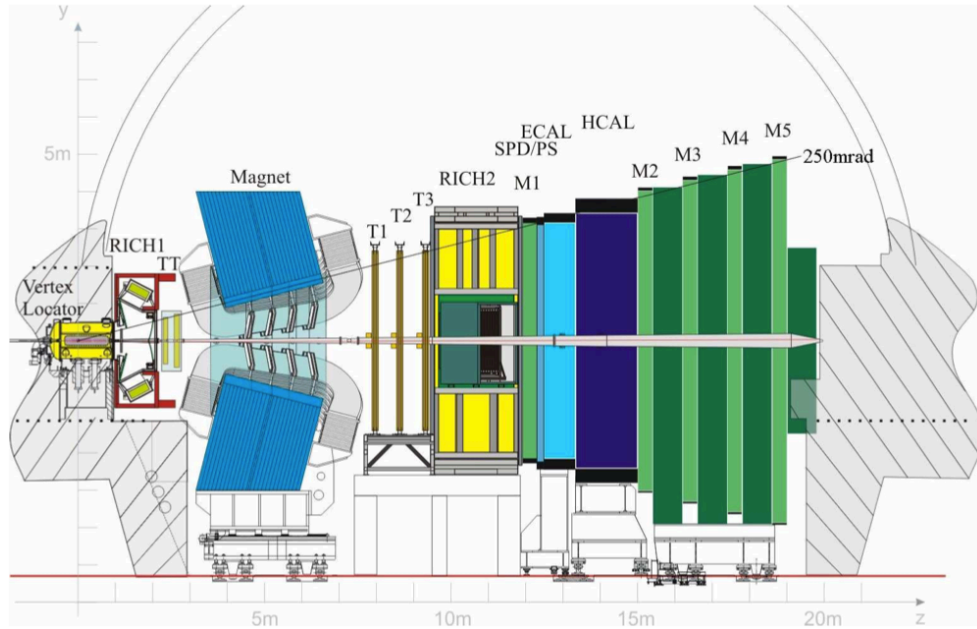 y
5m
Magnet
RICH1
TT
Vertex
Locator
T1
T2
T3
RICH2
SPD/PS
ECAL
HCAL
M1
M2
M3
M4
M5
250mrad
5m
10m
15m
20m
z